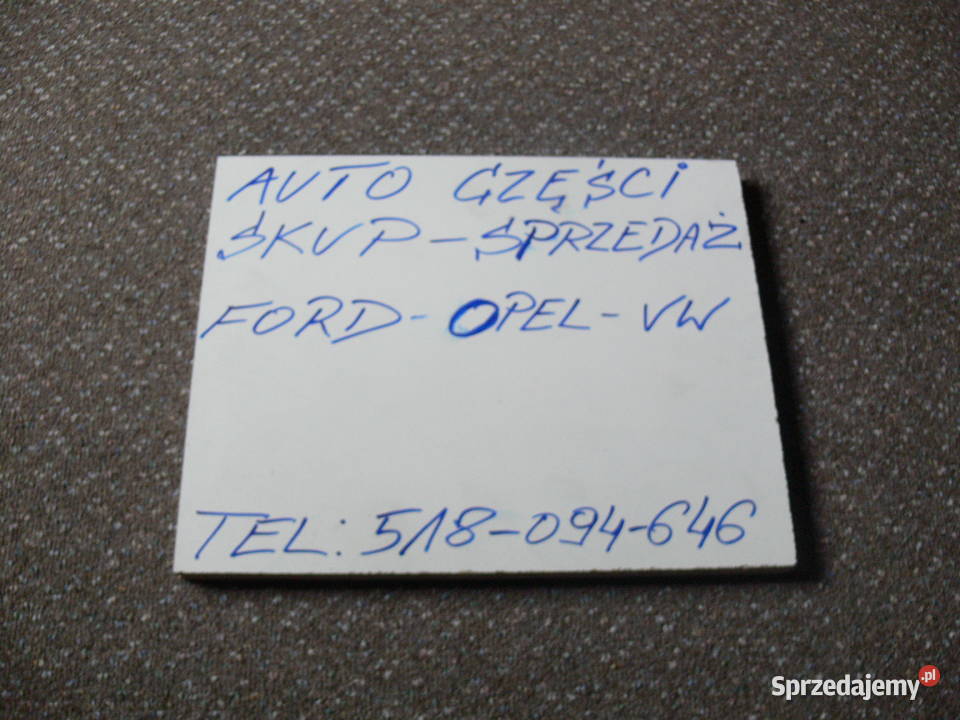 AUTO CZĘŚCI
SKUP - SPRZEDAŻ
FORD - OPEL - VW
TEL: 518-094-646
Sprzedajemy.pl